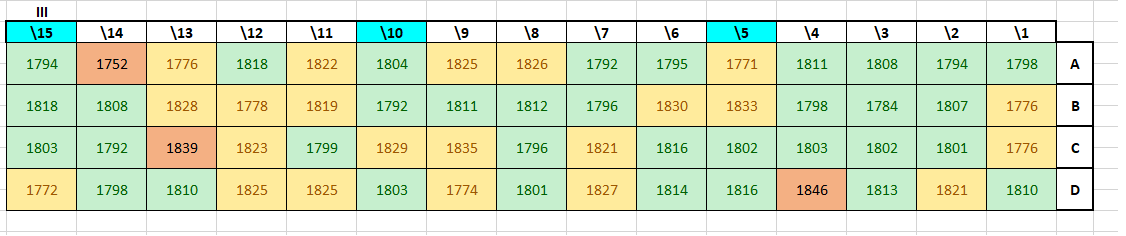 III
\15 \14 \13 \12 \11 \10 \9 \8 \7 \6 \5 \4 \3 \2 \1
1794 1752 1776 1818 1822 1804 1825 1826 1792 1795 1771 1811 1808 1794 1798 A
1818 1808 1828 1778 1819 1792 1811 1812 1796 1830 1833 1798 1784 1807 1776 B
1803 1792 1839 1823 1799 1829 1835 1796 1821 1816 1802 1803 1802 1801 1776 C
1772 1798 1810 1825 1825 1803 1774 1801 1827 1814 1816 1846 1813 1821 1810 D